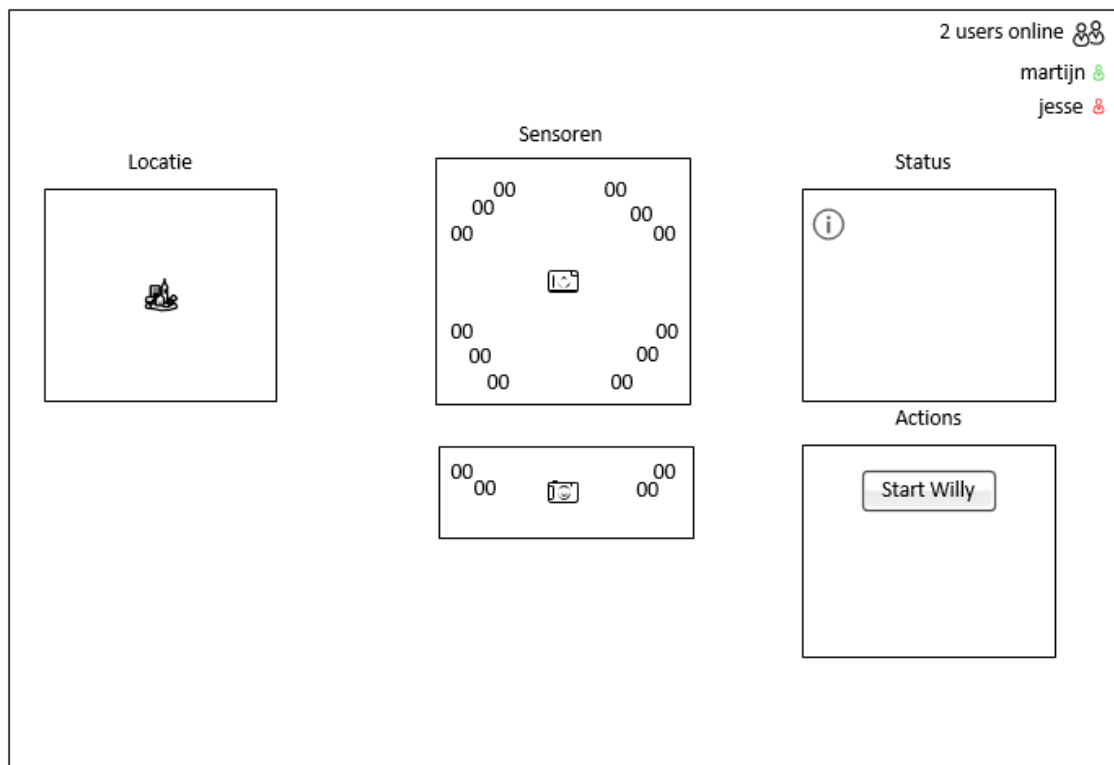 2 users online
martijn
jesse
Sensoren
Locatie
Status
00 00
00 00
00 00
i
00 00
00 00
00 00
Actions
00 00
00 00
Start Willy